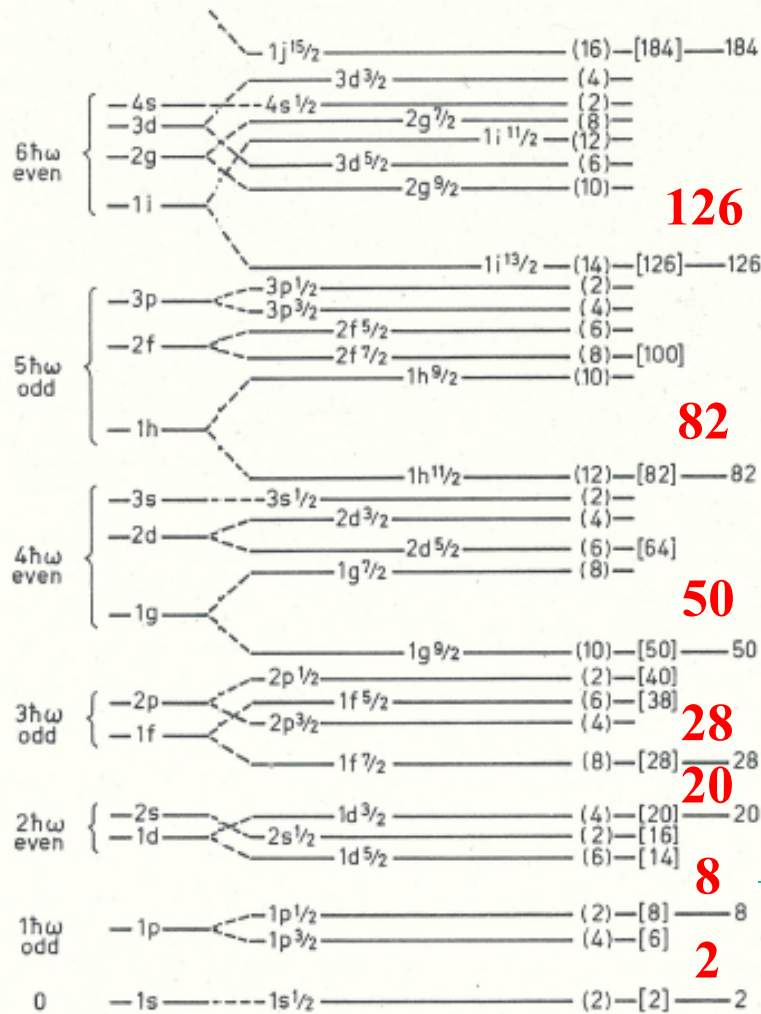 1j15/2 (16) [184] 184
3d3/2 (4)
4s 4s1/2 (2)
3d 2g7/2 (8)
1i11/2 (12)
6ħω even 2g 3d5/2 (6)
2g9/2 (10)
1i 126
1i13/2 (14) [126] 126
3p 3p1/2 (2)
3p3/2 (4)
2f5/2 (6)
5ħω odd 2f 2f7/2 (8) [100]
1h9/2 (10)
1h 82
1h11/2 (12) [82] 82
3s 3s1/2 (2)
2d3/2 (4)
4ħω even 2d 2d5/2 (6) [64]
1g7/2 (8)
1g 50
1g9/2 (10) [50] 50
2p1/2 (2) [40]
3ħω odd 2p 1f5/2 (6) [38]
2p3/2 (4) 28
1f
1f7/2 (8) [28] 28
20
2ħω even 2s 1d3/2 (4) [20] 20
1d 2s1/2 (2) [16]
1d5/2 (6) [14]
8
1ħω odd 1p 1p1/2 (2) [8] 8
1p3/2 (4) [6]
2
0 1s 1s1/2 (2) [2] 2